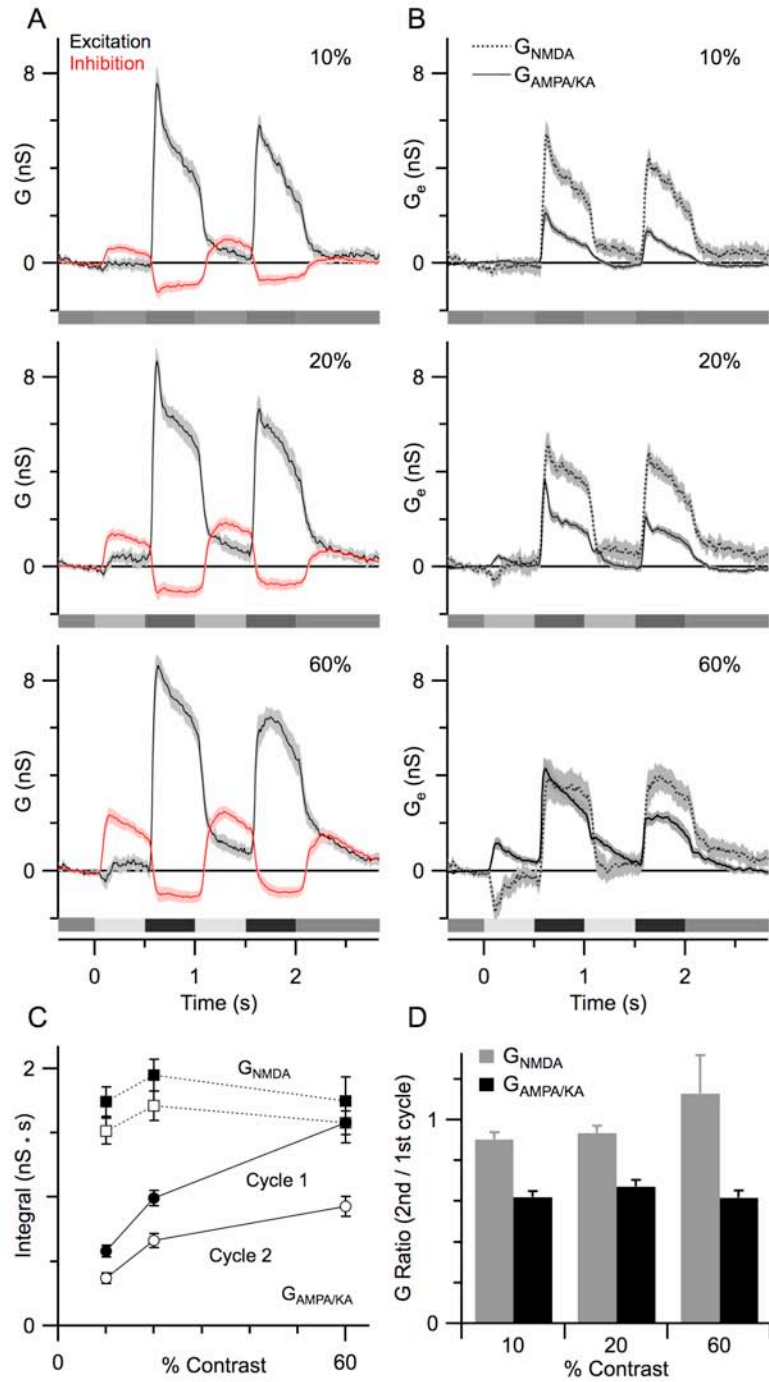 A
B
Excitation
Inhibition
10%
8
G (nS)
0
G_NMDA
G_AMPA/KA
10%
8
G_e (nS)
0
20%
8
G (nS)
0
20%
8
G_e (nS)
0
60%
8
G (nS)
0
60%
8
G_e (nS)
0
0 1 2
Time (s)
0 1 2
Time (s)
C
2
G_NMDA
Integral (nS · s)
Cycle 1
Cycle 2
G_AMPA/KA
0
0 20 60
% Contrast
D
G_NMDA
G_AMPA/KA
1
G Ratio (2nd / 1st cycle)
0
10 20 60
% Contrast